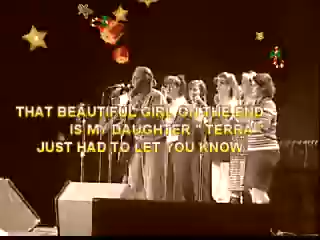 THAT BEAUTIFUL GIRL ON THE END
IS MY DAUGHTER " TERRA "
JUST HAD TO LET YOU KNOW